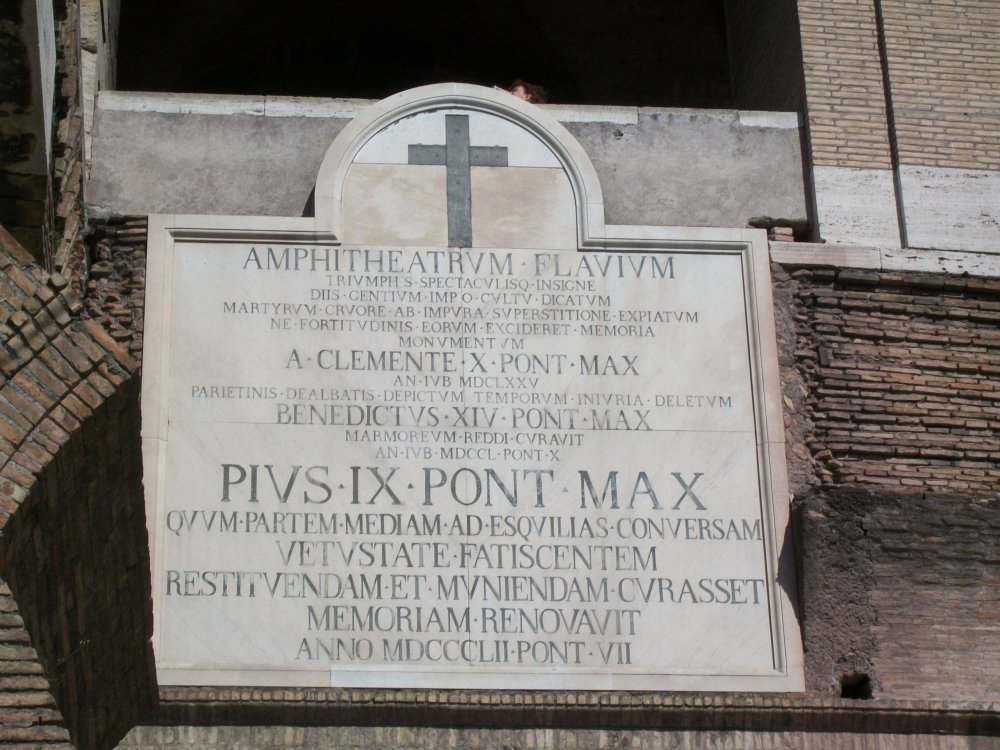 AMPHITHEATRVM · FLAVIVM
TRIVMPH S · SPECTACVLISQ · INSIGNE
DIIS · GENTIVM · IMP O · CVLTV · DICATVM
MARTYRVM · CRVORE · AB · IMPVRA · SVPERSTITIONE · EXPIATVM
NE · FORTITVDINIS · EORVM · EXCIDERET · MEMORIA
MONVMENT VM
A · CLEMENTE · X · PONT · MAX
AN · IVB · MDCLXXV
PARIETINIS · DEALBATIS · DEPICTVM · TEMPORVM · INIVRIA · DELETVM
BENEDICTVS · XIV · PONT · MAX
MARMOREVM · REDDI · CVRAVIT
AN · IVB · MDCCL · PONT · X
PIVS · IX · PONT · MAX
QVVM · PARTEM · MEDIAM · AD · ESQVILIAS · CONVERSAM
VETVSTATE · FATISCENTEM
RESTITVENDAM · ET · MVNIENDAM · CVRASSET
MEMORIAM · RENOVAVIT
ANNO · MDCCCLII · PONT · VII